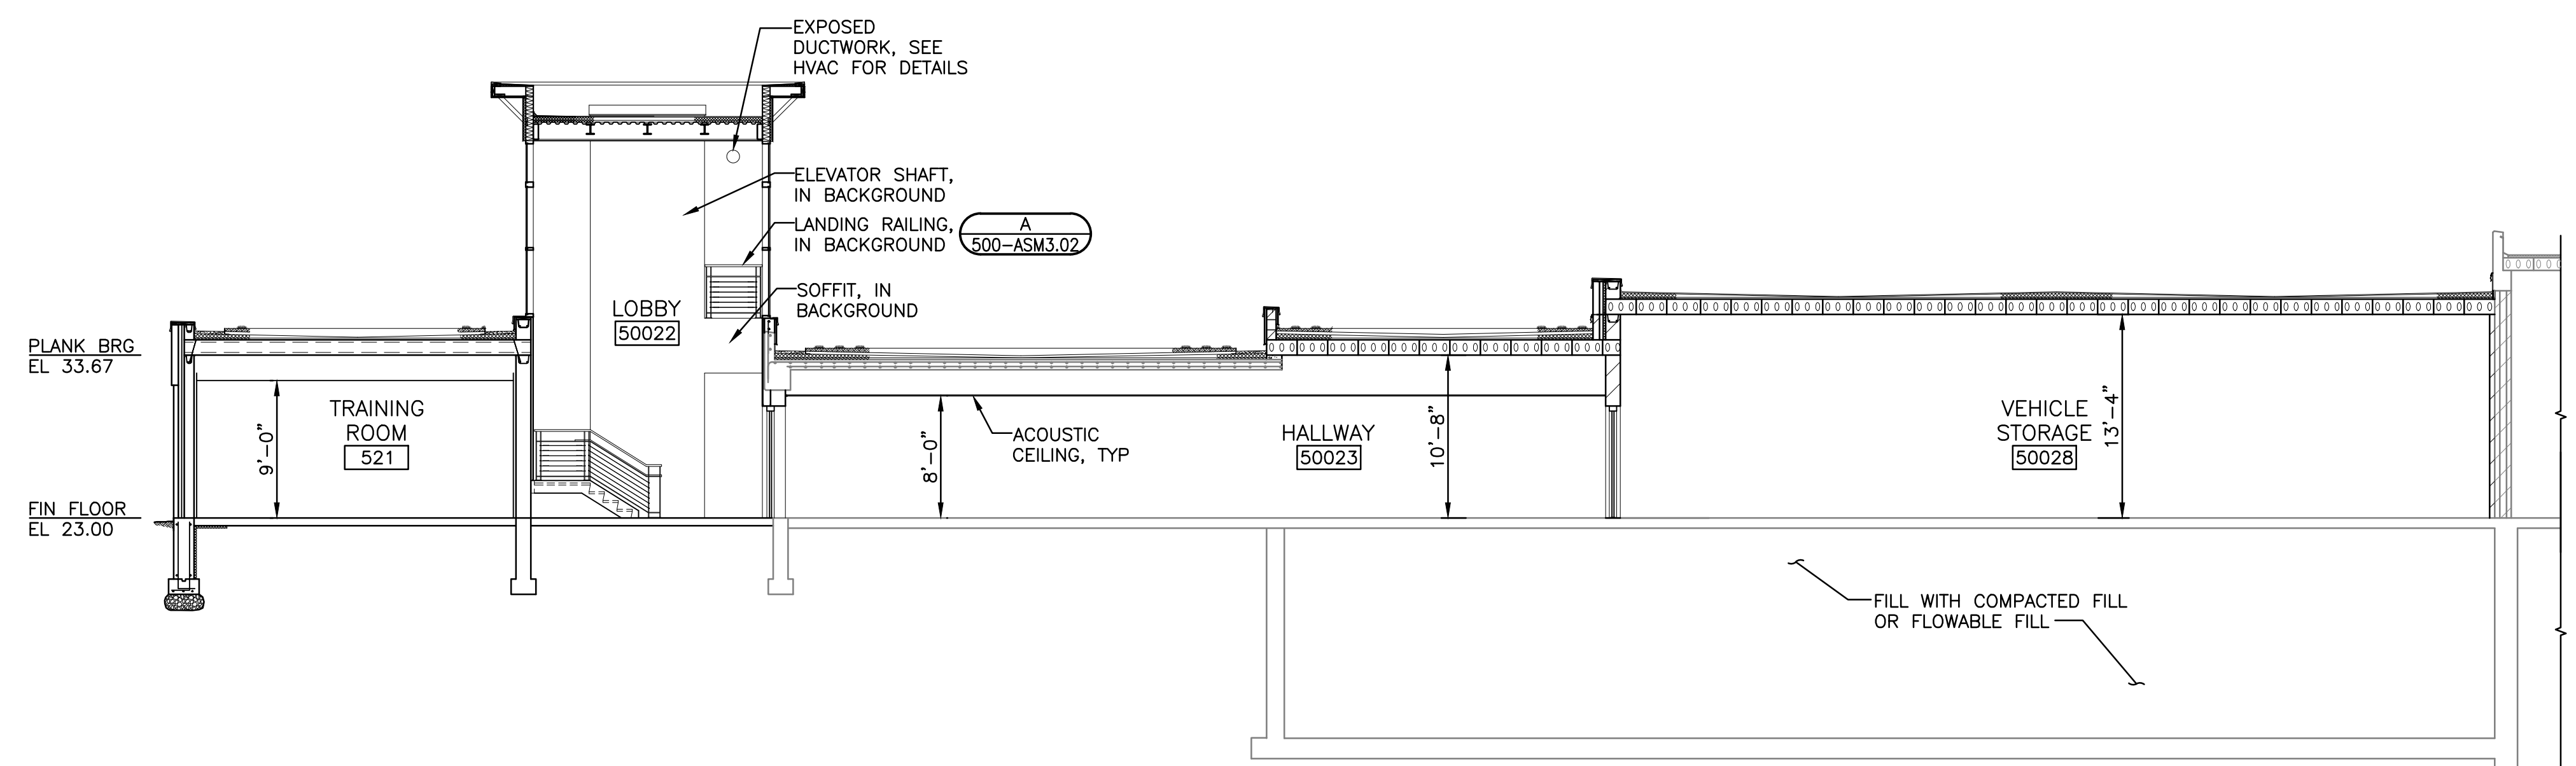 EXPOSED
DUCTWORK, SEE
HVAC FOR DETAILS
ELEVATOR SHAFT,
IN BACKGROUND
LANDING RAILING,
IN BACKGROUND
A
500-ASM3.02
SOFFIT, IN
BACKGROUND
LOBBY
50022
PLANK BRG
EL 33.67
FIN FLOOR
EL 23.00
9'-0"
TRAINING
ROOM
521
8'-0"
ACOUSTIC
CEILING, TYP
HALLWAY
50023
10'-8"
VEHICLE
STORAGE
50028
13'-4"
FILL WITH COMPACTED FILL
OR FLOWABLE FILL